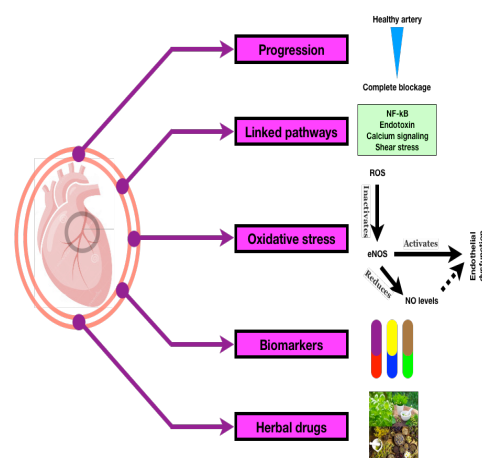 Healthy artery
Progression
Complete blockage
Linked pathways
NF-kB
Endotoxin
Calcium signaling
Shear stress
ROS
Inactivates
Oxidative stress
eNOS
Activates
Endothelial
dysfunction
Reduces
NO levels
Biomarkers
Herbal drugs